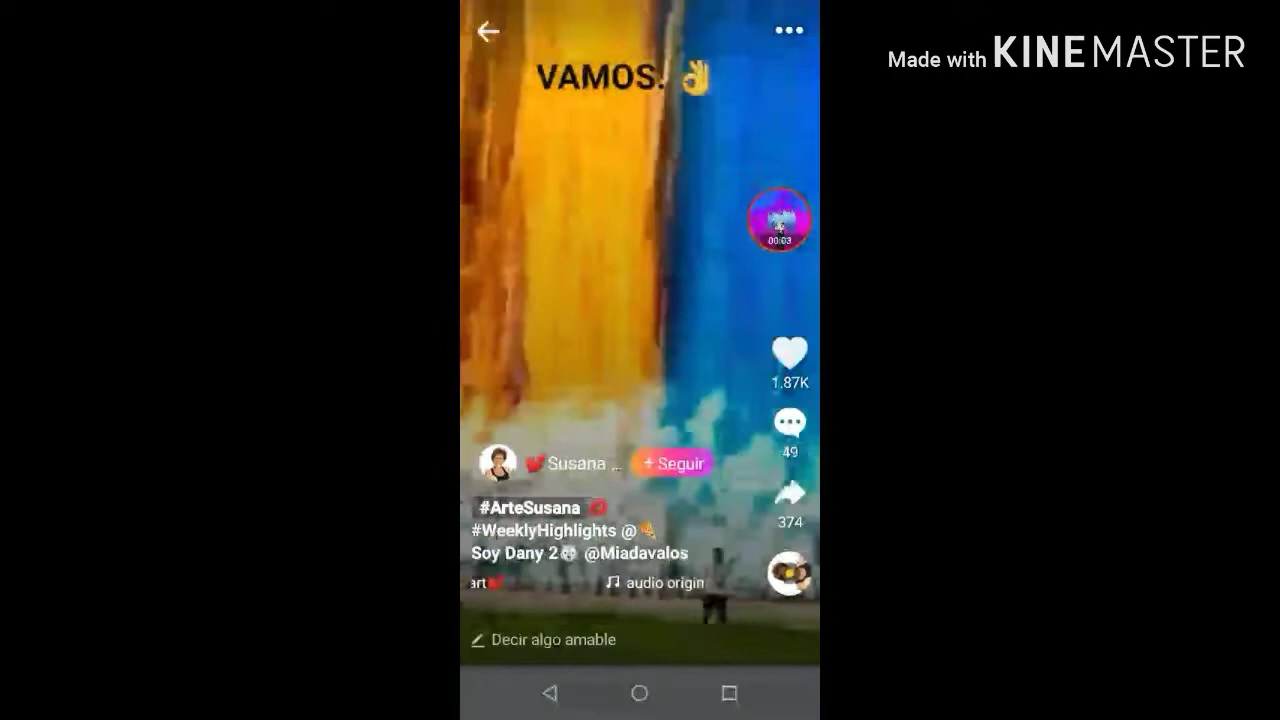 Made with KINEMASTER
VAMOS. 👌
00:03
1.87K
49
Susana ...
+ Seguir
#ArteSusana
#WeeklyHighlights @🍕
374
Soy Dany 2🐺 @Miadavalos
art💕
♫ audio origin
Decir algo amable